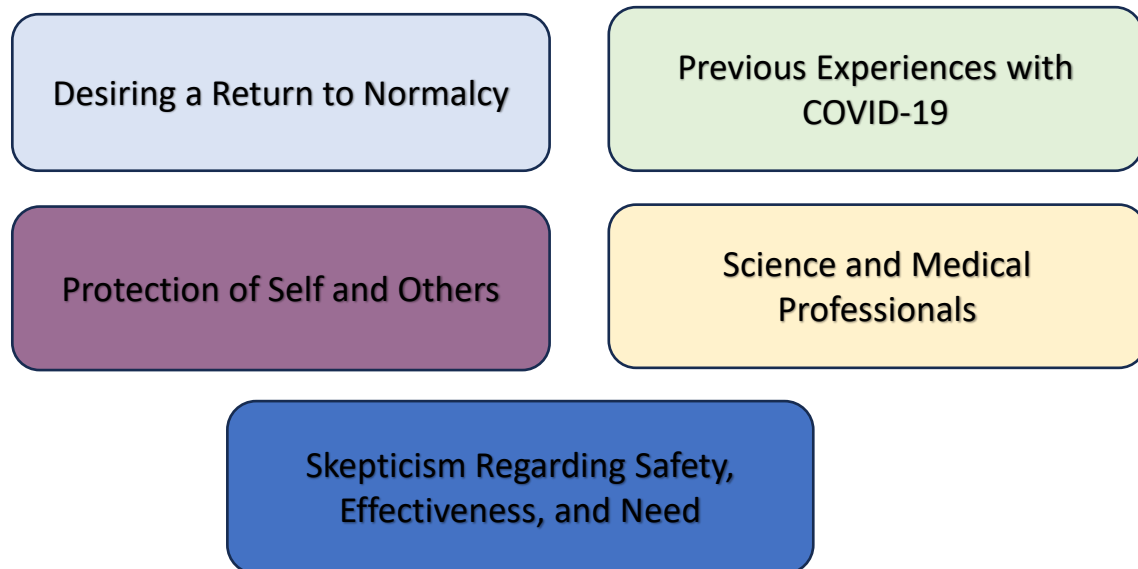 Desiring a Return to Normalcy
Previous Experiences with
COVID-19
Protection of Self and Others
Science and Medical
Professionals
Skepticism Regarding Safety,
Effectiveness, and Need